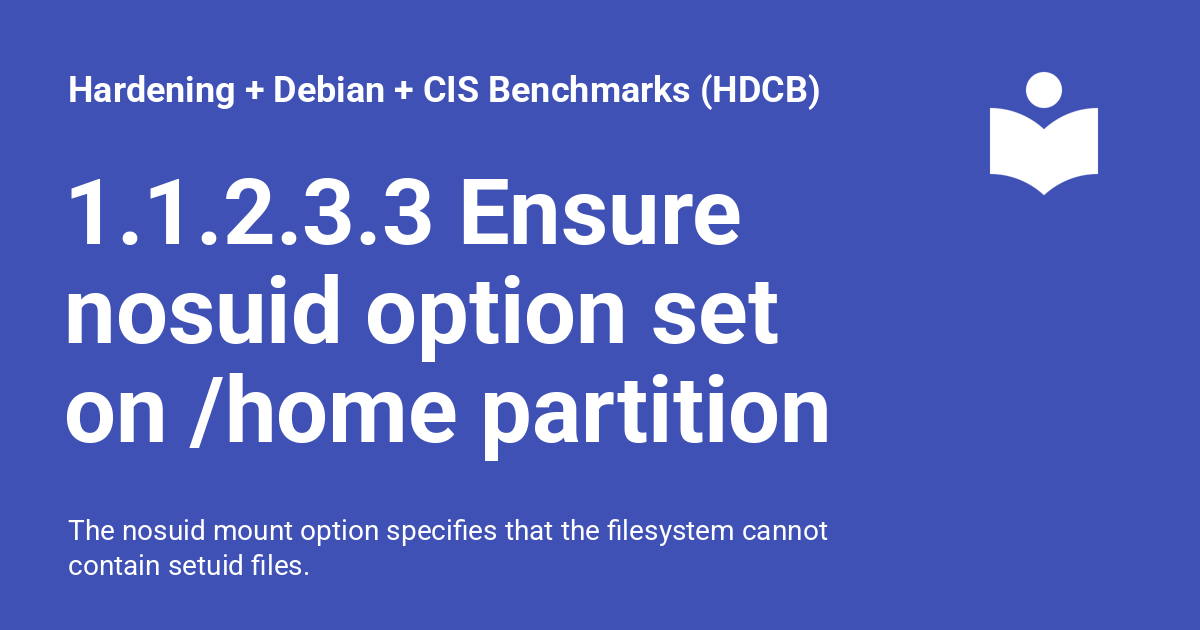 Hardening + Debian + CIS Benchmarks (HDCB)
1.1.2.3.3 Ensure
nosuid option set
on /home partition
The nosuid mount option specifies that the filesystem cannot
contain setuid files.